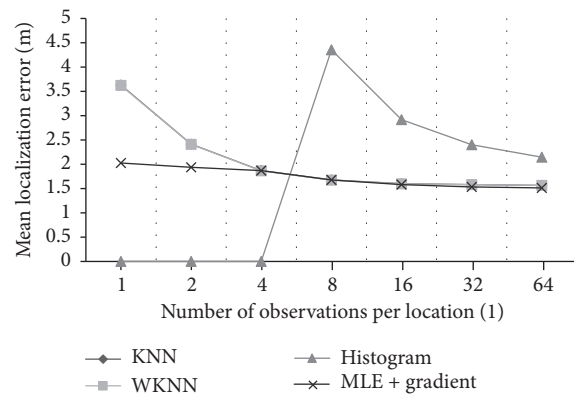 Mean localization error (m)
5
4.5
4
3.5
3
2.5
2
1.5
1
0.5
0
1 2 4 8 16 32 64
Number of observations per location (1)
KNN
WKNN
Histogram
MLE + gradient